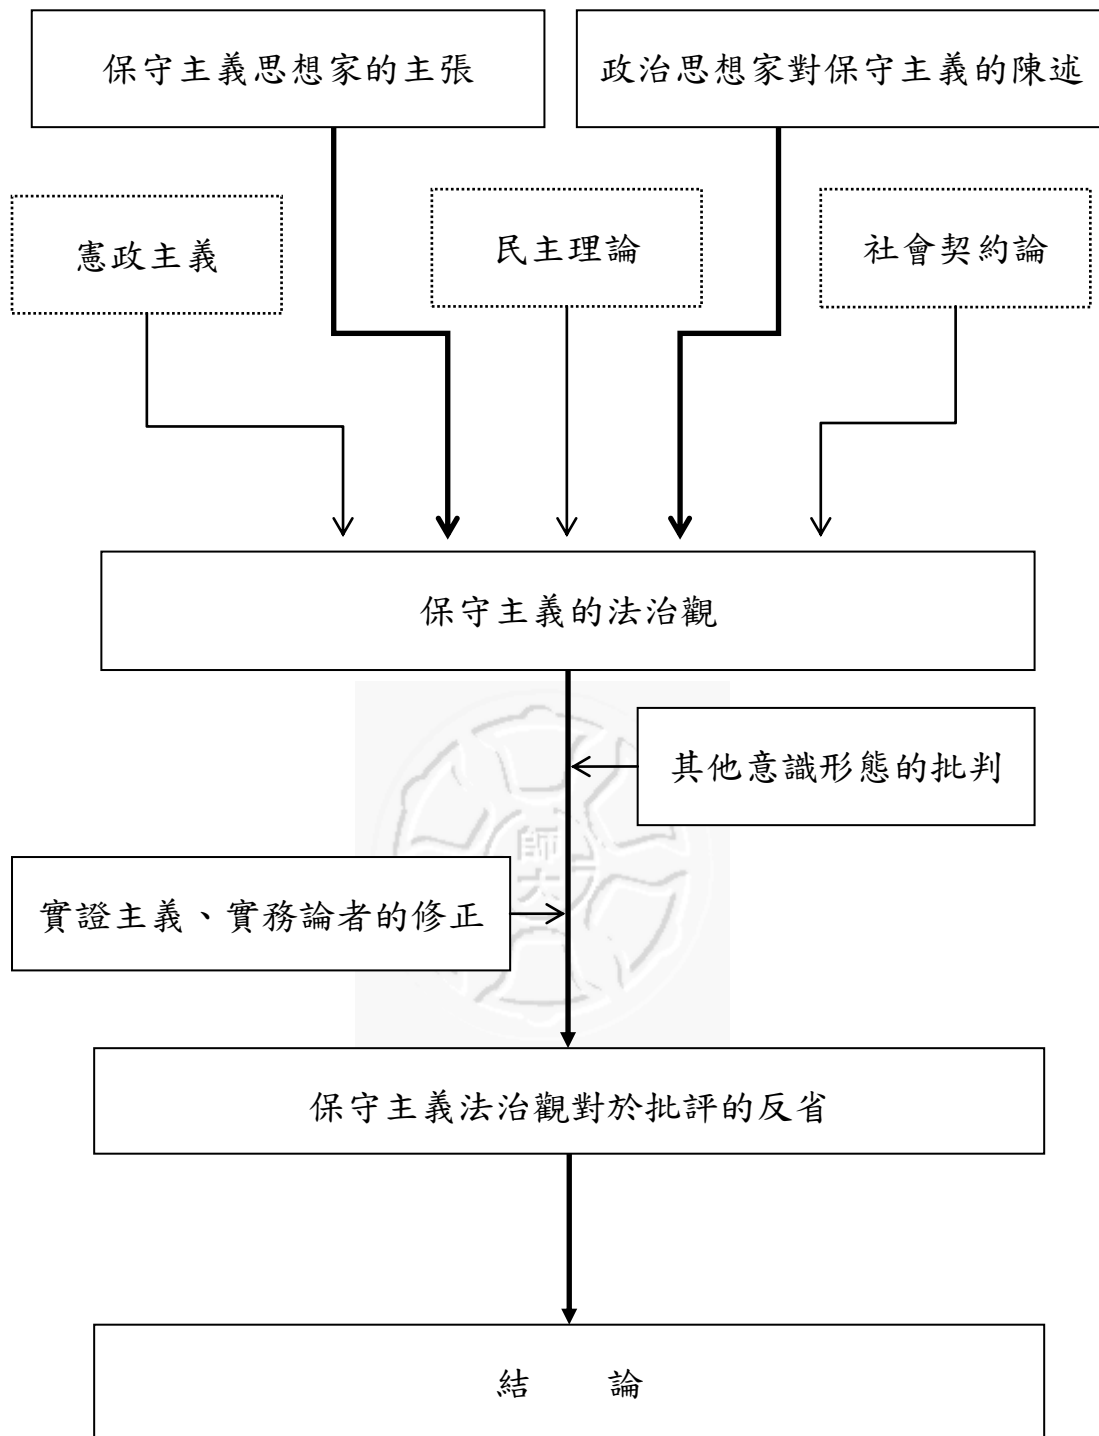 保守主義思想家的主張
政治思想家對保守主義的陳述
憲政主義
民主理論
社會契約論
保守主義的法治觀
其他意識形態的批判
師大
實證主義、實務論者的修正
保守主義法治觀對於批評的反省
結　　論